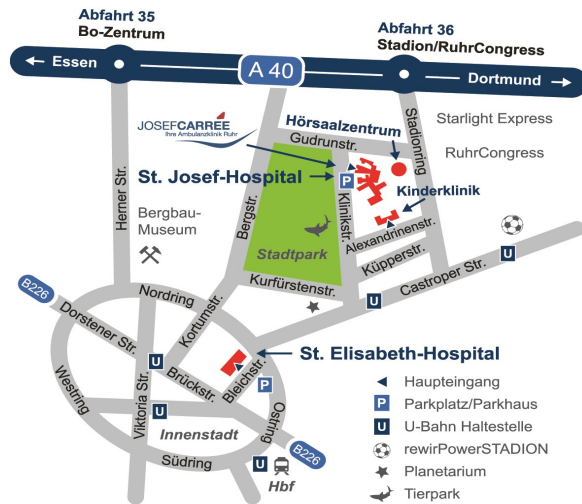 Abfahrt 35
Bo-Zentrum
Abfahrt 36
Stadion/RuhrCongress
Essen
A 40
Dortmund
JOSEFCARRÉE
Ihre Ambulanzklinik Ruhr
Hörsaalzentrum
Gudrunstr.
Stadionring
Starlight Express
RuhrCongress
St. Josef-Hospital
P
Kinderklinik
Herner Str.
Bergbau-
Museum
Bergstr.
Klinikstr.
Stadtpark
Alexandrinenstr.
Küpperstr.
Kurfürstenstr.
Castroper Str.
U
U
B226
Dorstener Str.
Nordring
Kortumstr.
St. Elisabeth-Hospital
U
Brückstr.
Bleichstr.
P
Westring
Viktoria Str.
U
Innenstadt
Ostring
B226
Südring
U
Hbf
Haupteingang
P Parkplatz/Parkhaus
U U-Bahn Haltestelle
rewirPowerSTADION
Planetarium
Tierpark